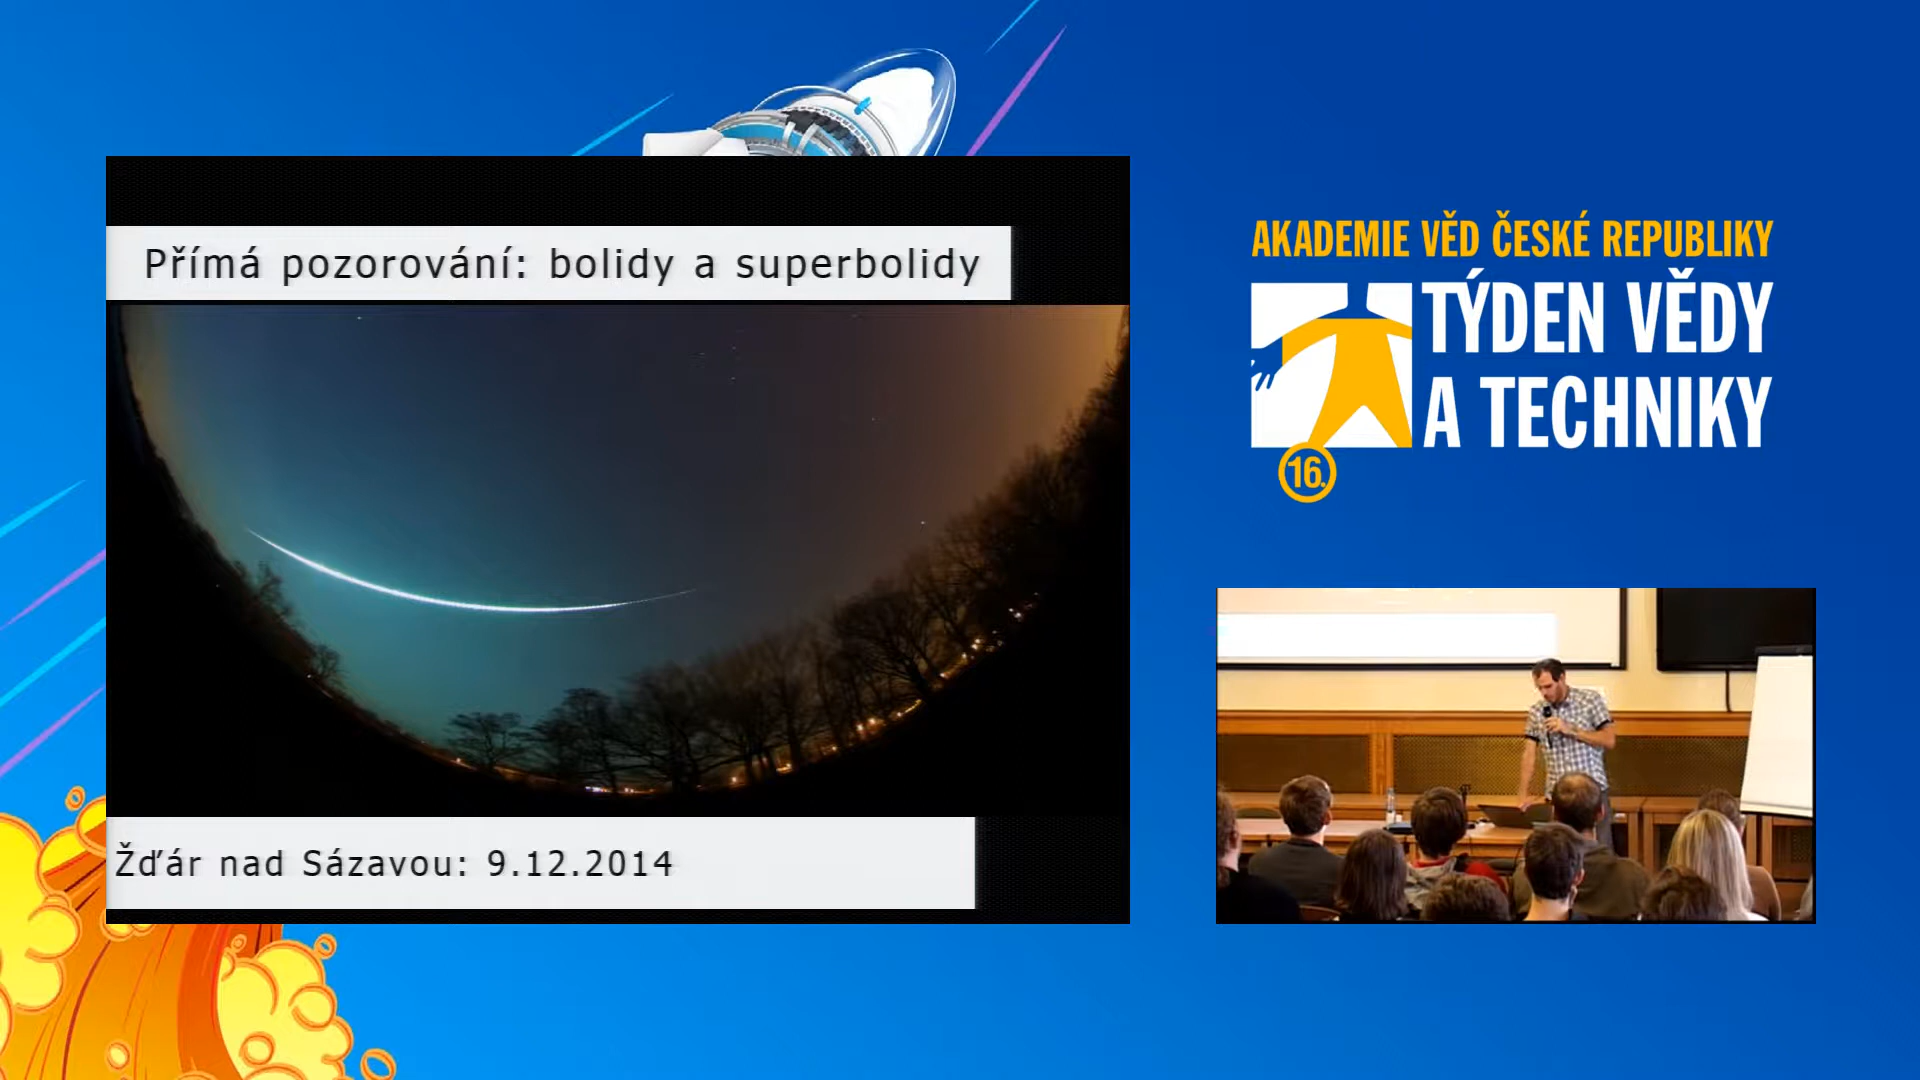 Přímá pozorování: bolidy a superbolidy
Žďár nad Sázavou: 9.12.2014
AKADEMIE VĚD ČESKÉ REPUBLIKY
TÝDEN VĚDY
A TECHNIKY
16.